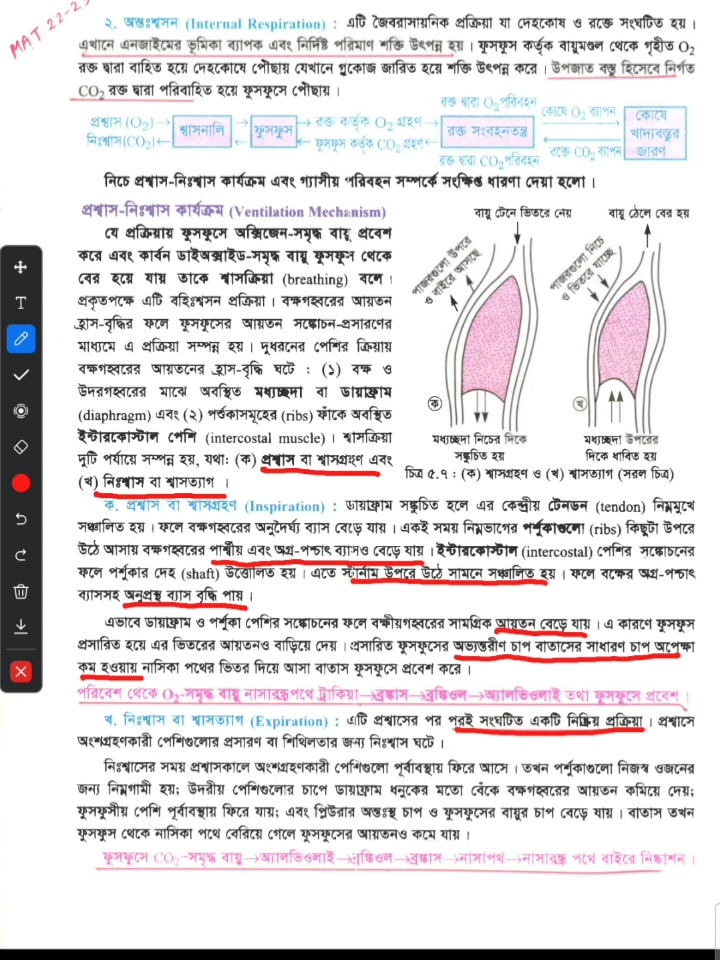 MAT 22-23
২. অন্তঃশ্বসন (Internal Respiration) : এটি জৈবরাসায়নিক প্রক্রিয়া যা দেহকোষ ও রক্তে সংঘটিত হয়।
এখানে এনজাইমের ভূমিকা ব্যাপক এবং নির্দিষ্ট পরিমাণ শক্তি উৎপন্ন হয়। ফুসফুস কর্তৃক বায়ুমণ্ডল থেকে গৃহীত O₂
রক্ত দ্বারা বাহিত হয়ে দেহকোষে পৌঁছায় যেখানে গ্লুকোজ জারিত হয়ে শক্তি উৎপন্ন করে। উপজাত বস্তু হিসেবে নির্গত
CO₂ রক্ত দ্বারা পরিবাহিত হয়ে ফুসফুসে পৌঁছায়।
রক্ত দ্বারা O₂ পরিবহন
প্রশ্বাস (O₂) → শ্বাসনালি → ফুসফুস → রক্ত কর্তৃক O₂ গ্রহণ → রক্ত সংবহনতন্ত্র কোষে O₂ ব্যাপন → কোষে
নিঃশ্বাস(CO₂) ← ← ← ফুসফুস কর্তৃক CO₂ গ্রহণ ← রক্তে CO₂ ব্যাপন খাদ্যবস্তুর
রক্ত দ্বারা CO₂ পরিবহন জারণ
নিচে প্রশ্বাস-নিঃশ্বাস কার্যক্রম এবং গ্যাসীয় পরিবহন সম্পর্কে সংক্ষিপ্ত ধারণা দেয়া হলো।
প্রশ্বাস-নিঃশ্বাস কার্যক্রম (Ventilation Mechanism)
যে প্রক্রিয়ায় ফুসফুসে অক্সিজেন-সমৃদ্ধ বায়ু প্রবেশ
করে এবং কার্বন ডাইঅক্সাইড-সমৃদ্ধ বায়ু ফুসফুস থেকে
বের হয়ে যায় তাকে শ্বাসক্রিয়া (breathing) বলে।
প্রকৃতপক্ষে এটি বহিঃশ্বসন প্রক্রিয়া। বক্ষগহ্বরের আয়তন
হ্রাস-বৃদ্ধির ফলে ফুসফুসের আয়তন সঙ্কোচন-প্রসারণের
মাধ্যমে এ প্রক্রিয়া সম্পন্ন হয়। দুধরনের পেশির ক্রিয়ায়
বক্ষগহ্বরের আয়তনের হ্রাস-বৃদ্ধি ঘটে : (১) বক্ষ ও
উদরগহ্বরের মাঝে অবস্থিত মধ্যচ্ছদা বা ডায়াফ্রাম
(diaphragm) এবং (২) পর্শুকাসমূহের (ribs) ফাঁকে অবস্থিত
ইন্টারকোস্টাল পেশি (intercostal muscle)। শ্বাসক্রিয়া
দুটি পর্যায়ে সম্পন্ন হয়, যথা: (ক) প্রশ্বাস বা শ্বাসগ্রহণ এবং
(খ) নিঃশ্বাস বা শ্বাসত্যাগ।
বায়ু টেনে ভিতরে নেয়
বায়ু ঠেলে বের হয়
পাজরগুলো উপরে
ও বাইরে আসছে
পাজরগুলো নিচে
ও ভিতরে যাচ্ছে
ক
খ
মধ্যচ্ছদা নিচের দিকে
সঙ্কুচিত হয়
মধ্যচ্ছদা উপরের
দিকে ধাবিত হয়
চিত্র ৫.৭ : (ক) শ্বাসগ্রহণ ও (খ) শ্বাসত্যাগ (সরল চিত্র)
ক. প্রশ্বাস বা শ্বাসগ্রহণ (Inspiration) : ডায়াফ্রাম সঙ্কুচিত হলে এর কেন্দ্রীয় টেনডন (tendon) নিম্নমুখে
সঞ্চালিত হয়। ফলে বক্ষগহ্বরের অনুদৈর্ঘ্য ব্যাস বেড়ে যায়। একই সময় নিম্নভাগের পর্শুকাগুলো (ribs) কিছুটা উপরে
উঠে আসায় বক্ষগহ্বরের পার্শ্বীয় এবং অগ্র-পশ্চাৎ ব্যাসও বেড়ে যায়। ইন্টারকোস্টাল (intercostal) পেশির সঙ্কোচনের
ফলে পর্শুকার দেহ (shaft) উত্তোলিত হয়। এতে স্টার্নাম উপরে উঠে সামনে সঞ্চালিত হয়। ফলে বক্ষের অগ্র-পশ্চাৎ
ব্যাসসহ অনুপ্রস্থ ব্যাস বৃদ্ধি পায়।
এভাবে ডায়াফ্রাম ও পর্শুকা পেশির সঙ্কোচনের ফলে বক্ষীয়গহ্বরের সামগ্রিক আয়তন বেড়ে যায়। এ কারণে ফুসফুস
প্রসারিত হয়ে এর ভিতরের আয়তনও বাড়িয়ে দেয়। প্রসারিত ফুসফুসের অভ্যন্তরীণ চাপ বাতাসের সাধারণ চাপ অপেক্ষা
কম হওয়ায় নাসিকা পথের ভিতর দিয়ে আসা বাতাস ফুসফুসে প্রবেশ করে।
পরিবেশ থেকে O₂-সমৃদ্ধ বায়ু নাসারন্ধ্রপথে ট্রাকিয়া→ব্রঙ্কাস→ব্রঙ্কিওল→অ্যালভিওলাই তথা ফুসফুসে প্রবেশ।
খ. নিঃশ্বাস বা শ্বাসত্যাগ (Expiration) : এটি প্রশ্বাসের পর পরই সংঘটিত একটি নিষ্ক্রিয় প্রক্রিয়া। প্রশ্বাসে
অংশগ্রহণকারী পেশিগুলোর প্রসারণ বা শিথিলতার জন্য নিঃশ্বাস ঘটে।
নিঃশ্বাসের সময় প্রশ্বাসকালে অংশগ্রহণকারী পেশিগুলো পূর্বাবস্থায় ফিরে আসে। তখন পর্শুকাগুলো নিজস্ব ওজনের
জন্য নিম্নগামী হয়; উদরীয় পেশিগুলোর চাপে ডায়াফ্রাম ধনুকের মতো বেঁকে বক্ষগহ্বরের আয়তন কমিয়ে দেয়;
ফুসফুসীয় পেশি পূর্বাবস্থায় ফিরে যায়; এবং প্লিউরার অন্তঃস্থ চাপ ও ফুসফুসের বায়ুর চাপ বেড়ে যায়। বাতাস তখন
ফুসফুস থেকে নাসিকা পথে বেরিয়ে গেলে ফুসফুসের আয়তনও কমে যায়।
ফুসফুসে CO₂-সমৃদ্ধ বায়ু→অ্যালভিওলাই→ব্রঙ্কিওল→ব্রঙ্কাস→নাসাপথ→নাসারন্ধ্র পথে বাইরে নিষ্কাশন।